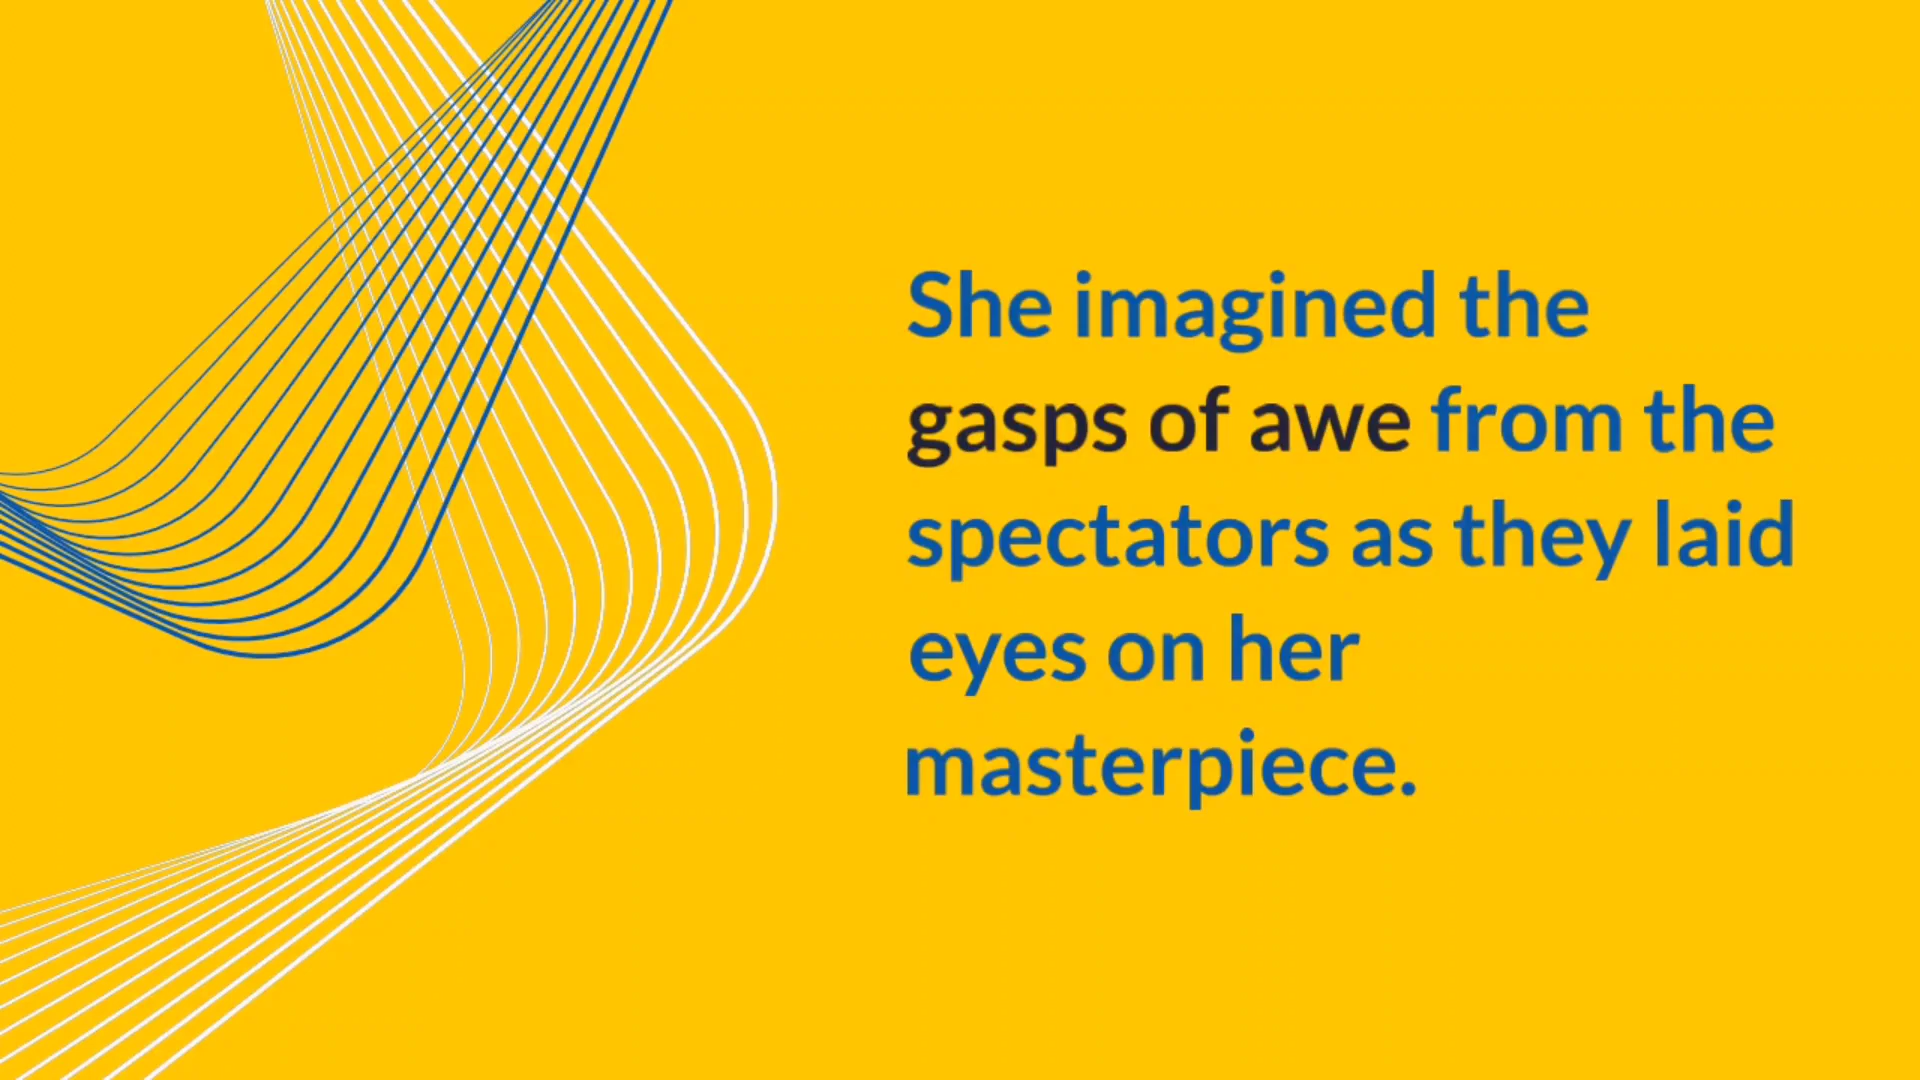 She imagined the
gasps of awe from the
spectators as they laid
eyes on her
masterpiece.